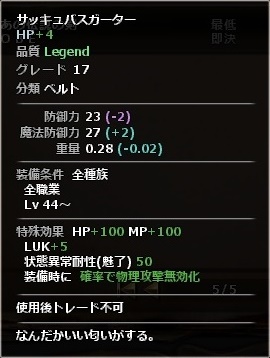 サッキュバスガーター
HP+4
品質 Legend
グレード 17
分類 ベルト
防御力 23 (-2)
魔法防御力 27 (+2)
重量 0.28 (-0.02)
装備条件 全種族
全職業
Lv 44～
特殊効果 HP+100 MP+100
LUK+5
状態異常耐性(魅了) 50
装備時に 確率で物理攻撃無効化
5/5
使用後トレード不可
なんだかいい匂いがする。